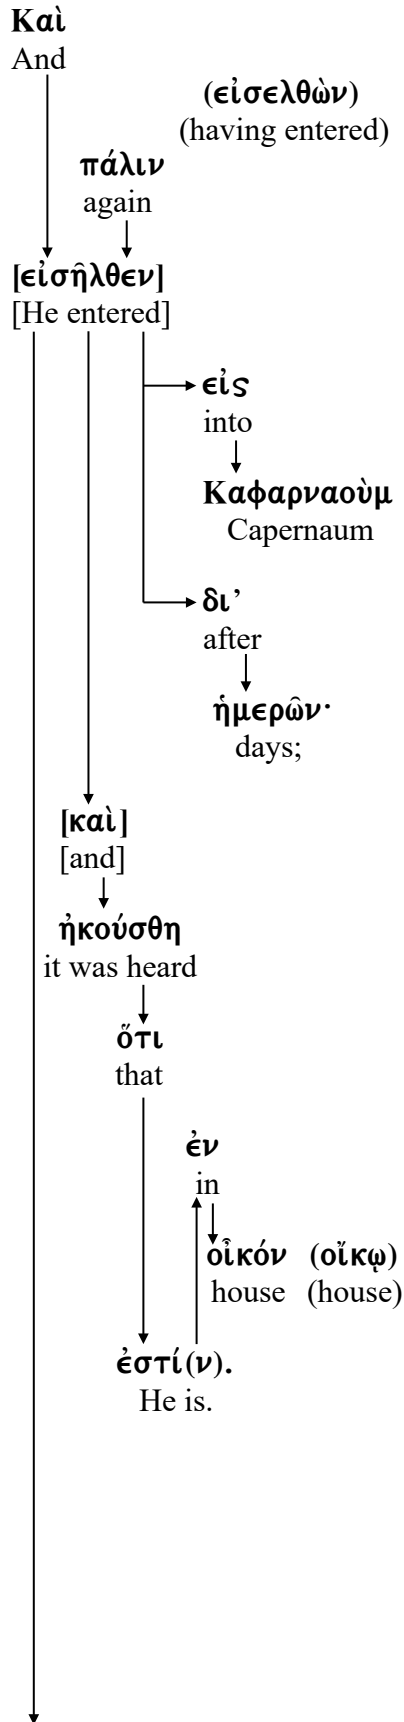 Καὶ
And
(εἰσελθὼν)
(having entered)
πάλιν
again
[εἰσῆλθεν]
[He entered]
εἰς
into
Καφαρναοὺμ
Capernaum
δι’
after
ἡμερῶν·
days;
[καὶ]
[and]
ἠκούσθη
it was heard
ὅτι
that
ἐν
in
οἶκόν (οἴκῳ)
house (house)
ἐστί(ν).
He is.